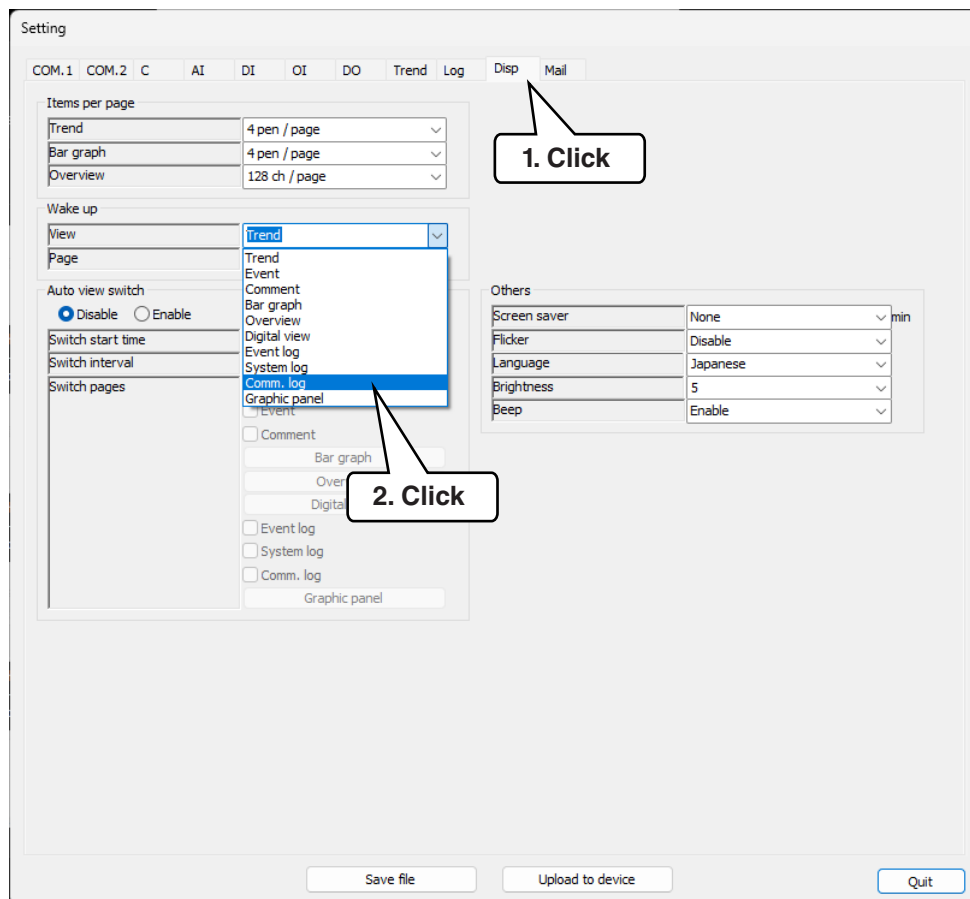 Setting
COM.1 COM.2 C AI DI OI DO Trend Log Disp Mail
1. Click
Items per page
Trend 4 pen / page
Bar graph 4 pen / page
Overview 128 ch / page
Wake up
View Trend
Page
Trend
Event
Comment
Bar graph
Overview
Digital view
Event log
System log
Comm. log
Graphic panel
Auto view switch
Disable Enable
Switch start time
Switch interval
Switch pages
Event
Comment
Bar graph
Over
Digital
2. Click
Event log
System log
Comm. log
Graphic panel
Others
Screen saver None min
Flicker Disable
Language Japanese
Brightness 5
Beep Enable
Save file Upload to device Quit